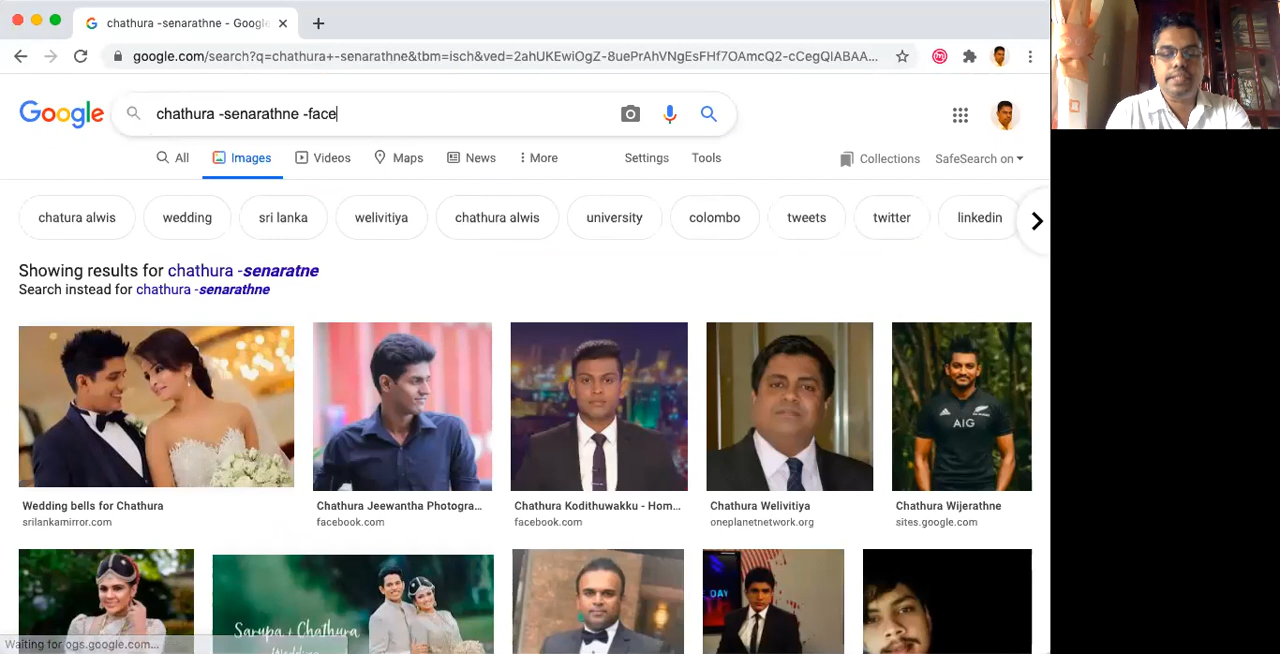 chathura -senarathne - Google
google.com/search?q=chathura+-senarathne&tbm=isch&ved=2ahUKEwiOgZ-8uePrAhVNgEsFHf7OAmcQ2-cCegQIABAA...
Google
chathura -senarathne -face
All Images Videos Maps News More Settings Tools Collections SafeSearch on
chatura alwis wedding sri lanka welivitiya chathura alwis university colombo tweets twitter linkedin
Showing results for chathura -senaratne
Search instead for chathura -senarathne
AIG
Wedding bells for Chathura Chathura Jeewantha Photogra... Chathura Kodithuwakku - Hom... Chathura Welivitiya Chathura Wijerathne
srilankamirror.com facebook.com facebook.com oneplanetnetwork.org sites.google.com
DAY
Sarupa + Chathura
Waiting for ogs.google.com...